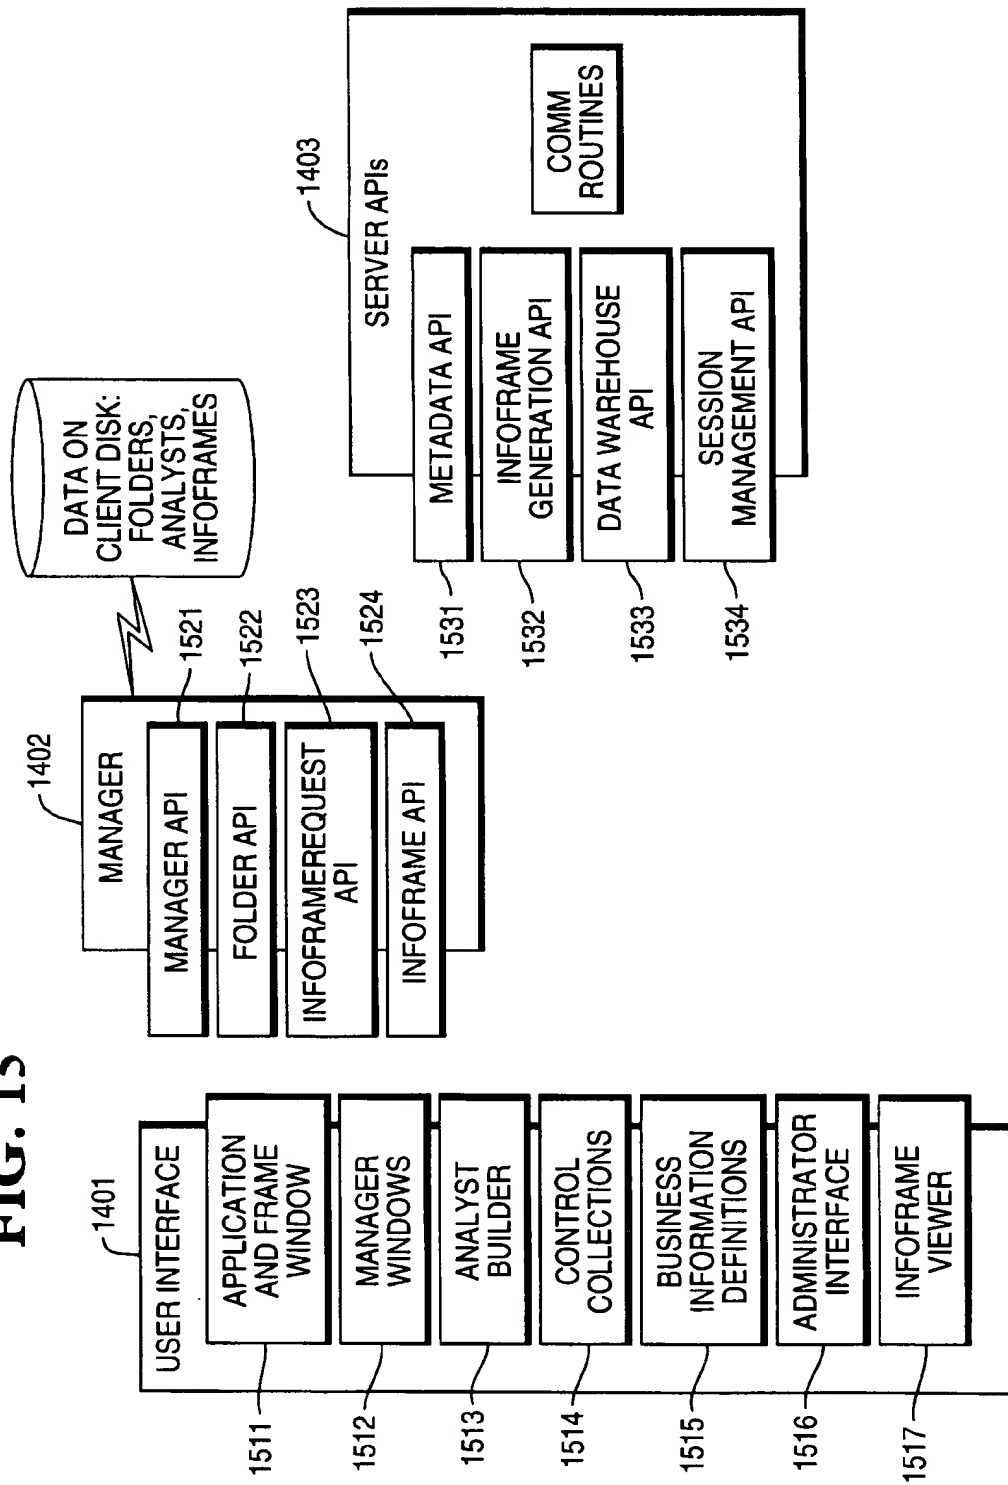 FIG. 15
1401
USER INTERFACE
APPLICATION
AND FRAME
WINDOW
MANAGER
WINDOWS
ANALYST
BUILDER
CONTROL
COLLECTIONS
BUSINESS
INFORMATION
DEFINITIONS
ADMINISTRATOR
INTERFACE
INFOFRAME
VIEWER
1511
1512
1513
1514
1515
1516
1517
1402
MANAGER
MANAGER API
FOLDER API
INFOFRAMEREQUEST
API
INFOFRAME API
1521
1522
1523
1524
DATA ON
CLIENT DISK:
FOLDERS,
ANALYSTS,
INFOFRAMES
1403
SERVER APIs
METADATA API
INFOFRAME
GENERATION API
DATA WAREHOUSE
API
SESSION
MANAGEMENT API
COMM
ROUTINES
1531
1532
1533
1534